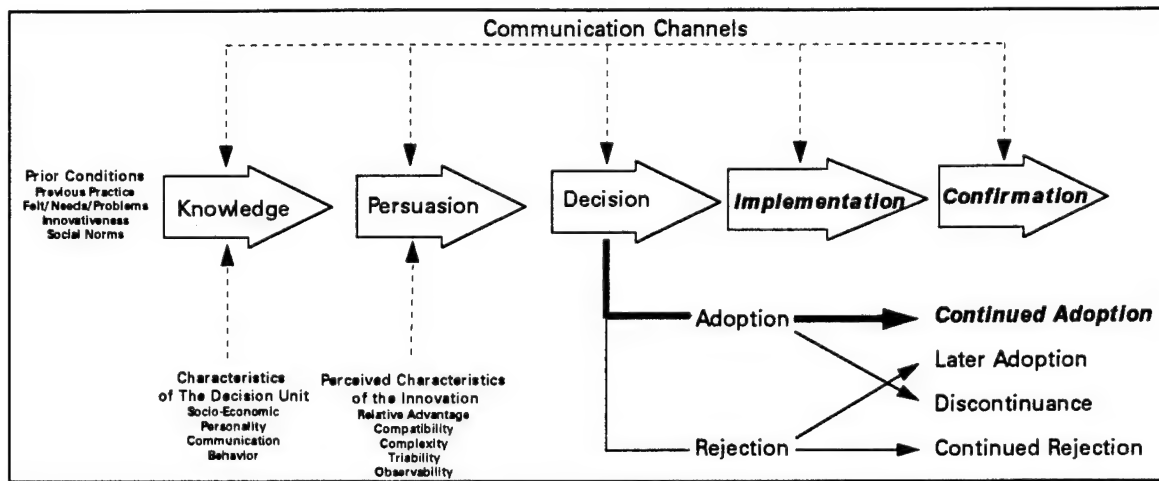 Communication Channels
Prior Conditions
Previous Practice
Felt/Needs/Problems
Innovativeness
Social Norms
Knowledge
Persuasion
Decision
Implementation
Confirmation
Adoption
Continued Adoption
Later Adoption
Discontinuance
Rejection
Continued Rejection
Characteristics
of The Decision Unit
Socio-Economic
Personality
Communication
Behavior
Perceived Characteristics
of the Innovation
Relative Advantage
Compatibility
Complexity
Triability
Observability